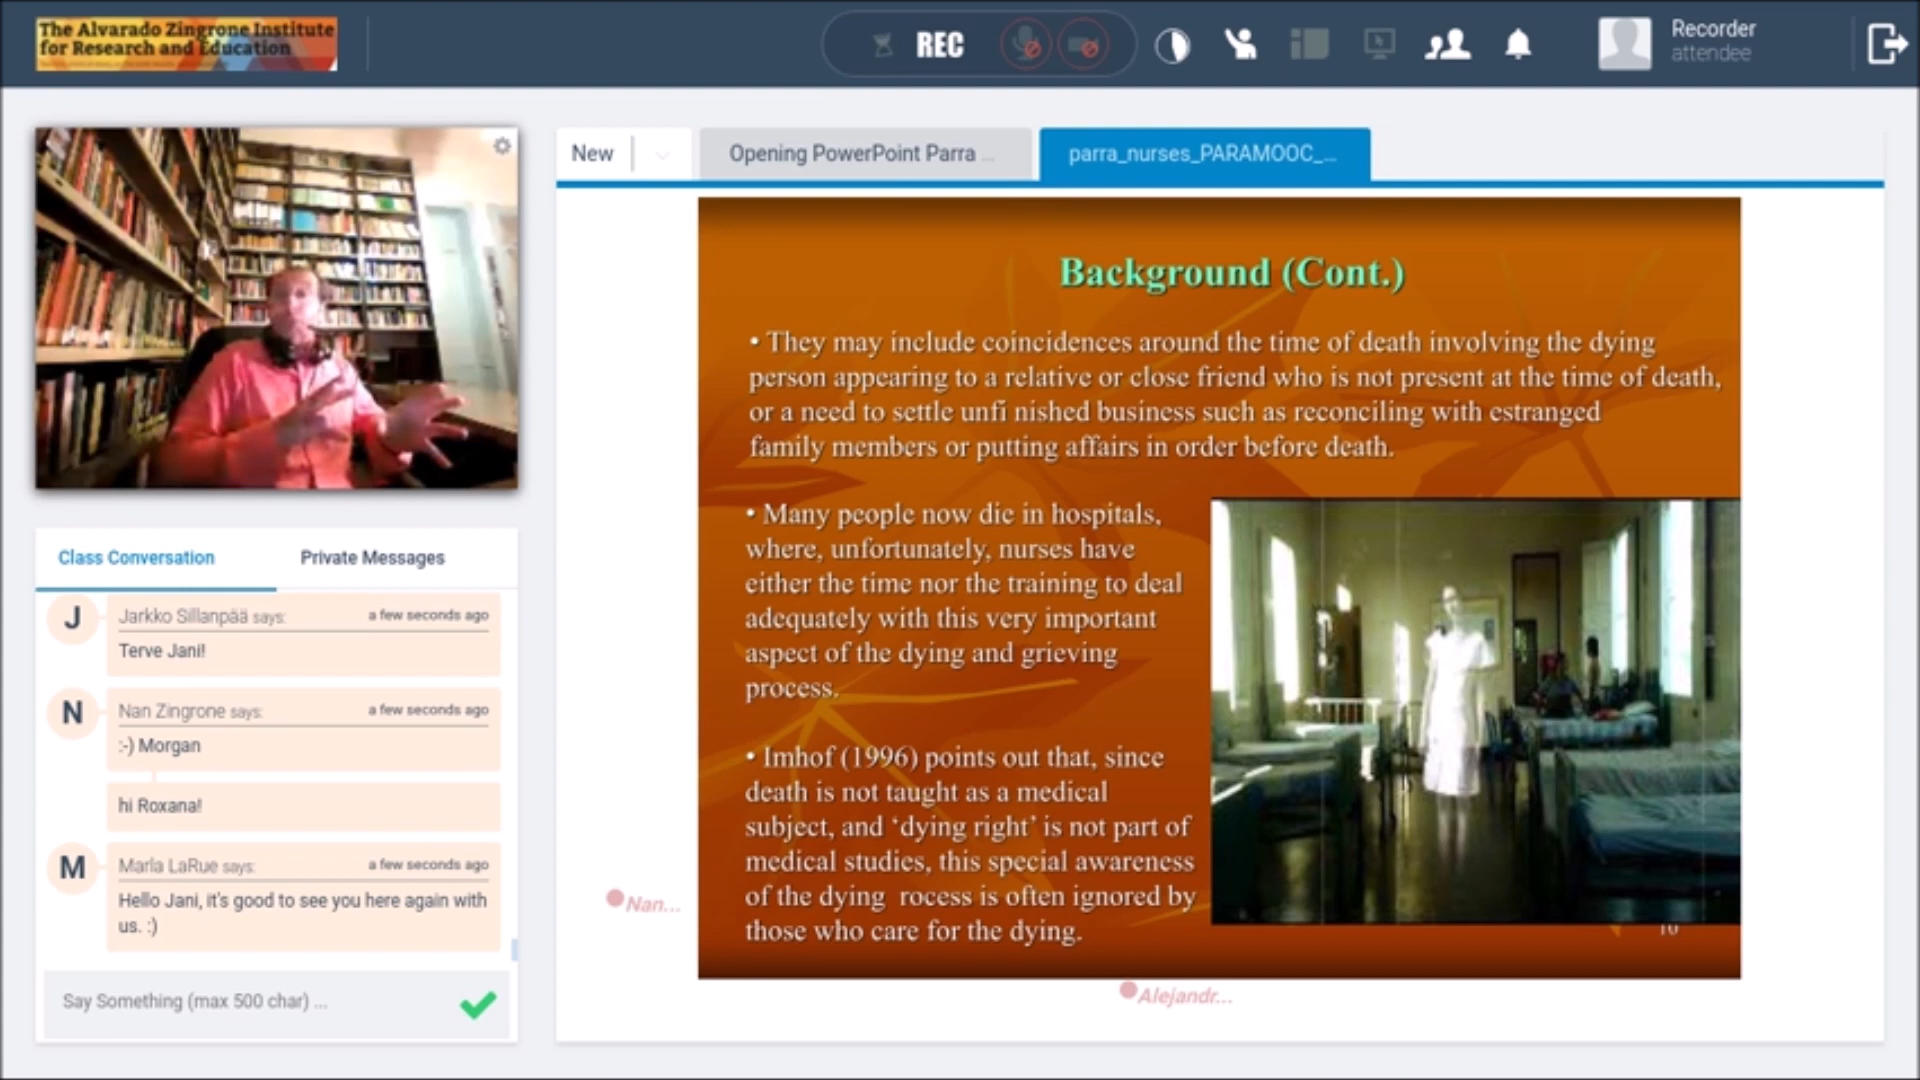 The Alvarado Zingrone Institute
for Research and Education
REC
Recorder
attendee
New
Opening PowerPoint Parra ...
parra_nurses_PARAMOOC_...
Background (Cont.)
• They may include coincidences around the time of death involving the dying
person appearing to a relative or close friend who is not present at the time of death,
or a need to settle unfi nished business such as reconciling with estranged
family members or putting affairs in order before death.
• Many people now die in hospitals,
where, unfortunately, nurses have
either the time nor the training to deal
adequately with this very important
aspect of the dying and grieving
process.
• Imhof (1996) points out that, since
death is not taught as a medical
subject, and ‘dying right’ is not part of
medical studies, this special awareness
of the dying  rocess is often ignored by
those who care for the dying.
10
Nan...
Alejandr...
Class Conversation
Private Messages
J
Jarkko Sillanpää says:
a few seconds ago
Terve Jani!
N
Nan Zingrone says:
a few seconds ago
:-) Morgan
hi Roxana!
M
Marla LaRue says:
a few seconds ago
Hello Jani, it's good to see you here again with
us. :)
Say Something (max 500 char) ...